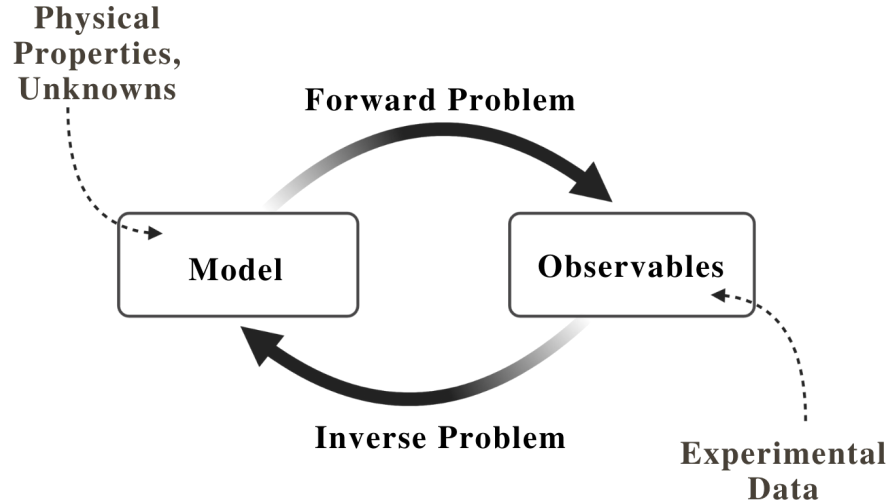 Physical
Properties,
Unknowns
Forward Problem
Model
Observables
Inverse Problem
Experimental
Data